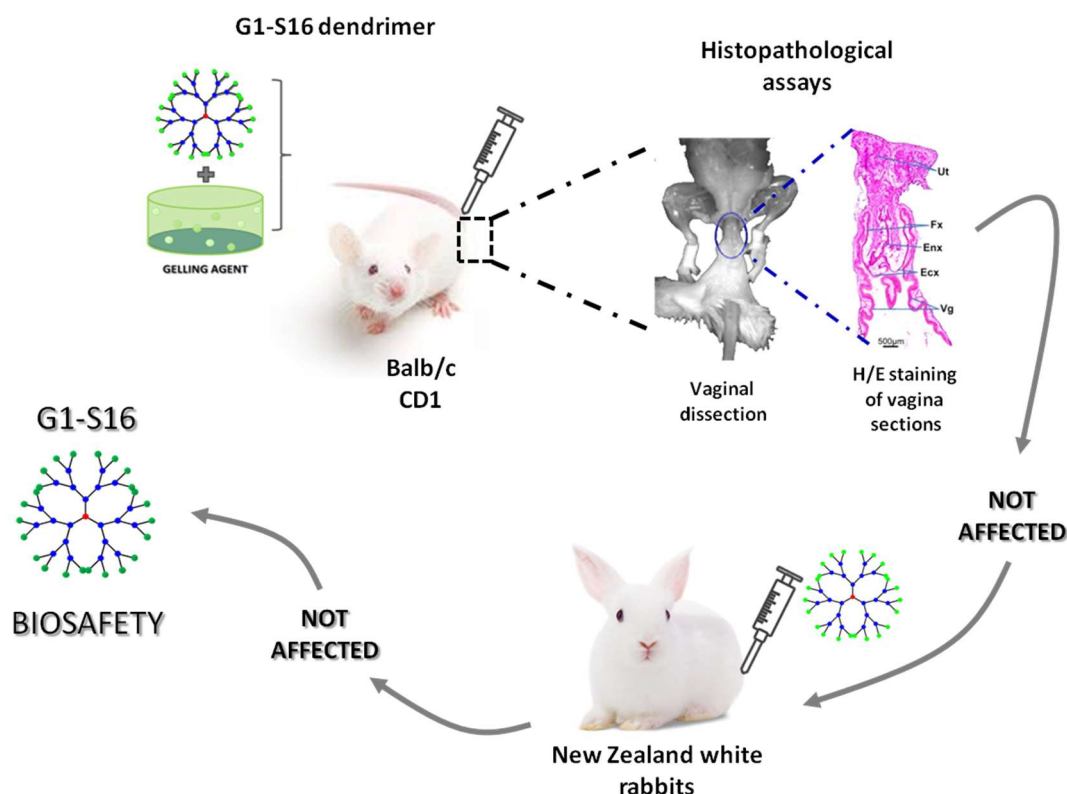 G1-S16 dendrimer
GELLING AGENT
Balb/c
CD1
Histopathological
assays
Vaginal
dissection
Ut
Fx
Enx
Ecx
Vg
500µm
H/E staining
of vagina
sections
NOT
AFFECTED
New Zealand white
rabbits
NOT
AFFECTED
G1-S16
BIOSAFETY